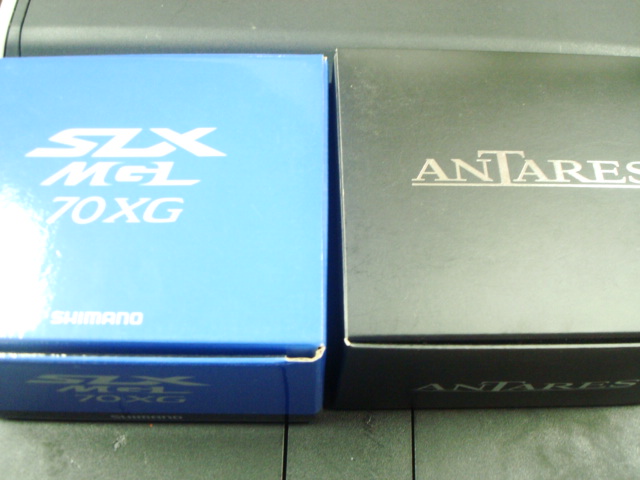 SLX
MGL
70XG
SHIMANO
SLX
MGL
70XG
SHIMANO
ANTARES
ANTARES